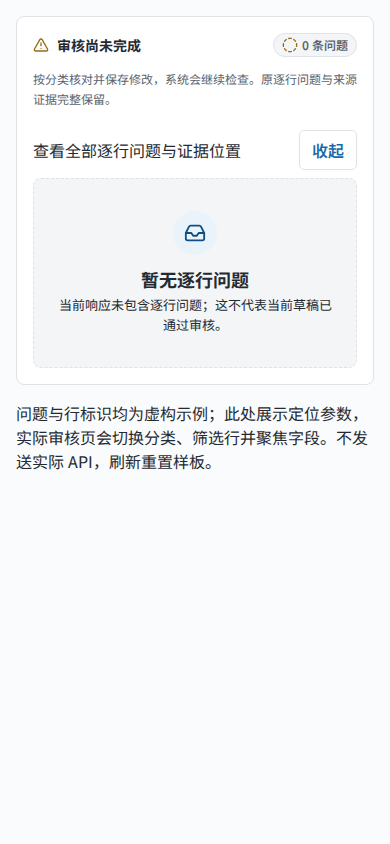 审核尚未完成
0 条问题
按分类核对并保存修改，系统会继续检查。原逐行问题与来源
证据完整保留。
查看全部逐行问题与证据位置
收起
暂无逐行问题
当前响应未包含逐行问题；这不代表当前草稿已
通过审核。
问题与行标识均为虚构示例；此处展示定位参数，
实际审核页会切换分类、筛选行并聚焦字段。不发
送实际 API，刷新重置样板。